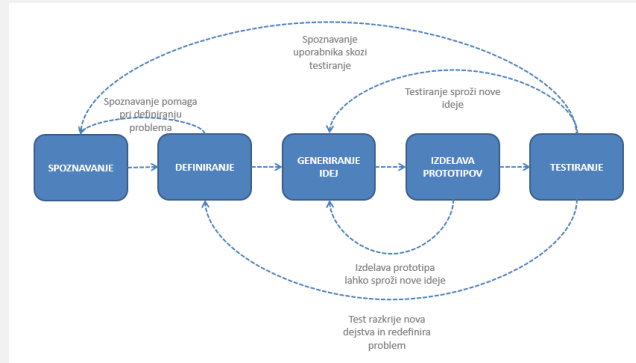 Spoznavanje
uporabnika skozi
testiranje
Testiranje sproži nove
ideje
Spoznavanje pomaga
pri definiranju
problema
SPOZNAVANJE
DEFINIRANJE
GENERIRANJE
IDEJ
IZDELAVA
PROTOTIPOV
TESTIRANJE
Izdelava prototipa
lahko sproži nove ideje
Test razkrije nova
dejstva in redefinira
problem